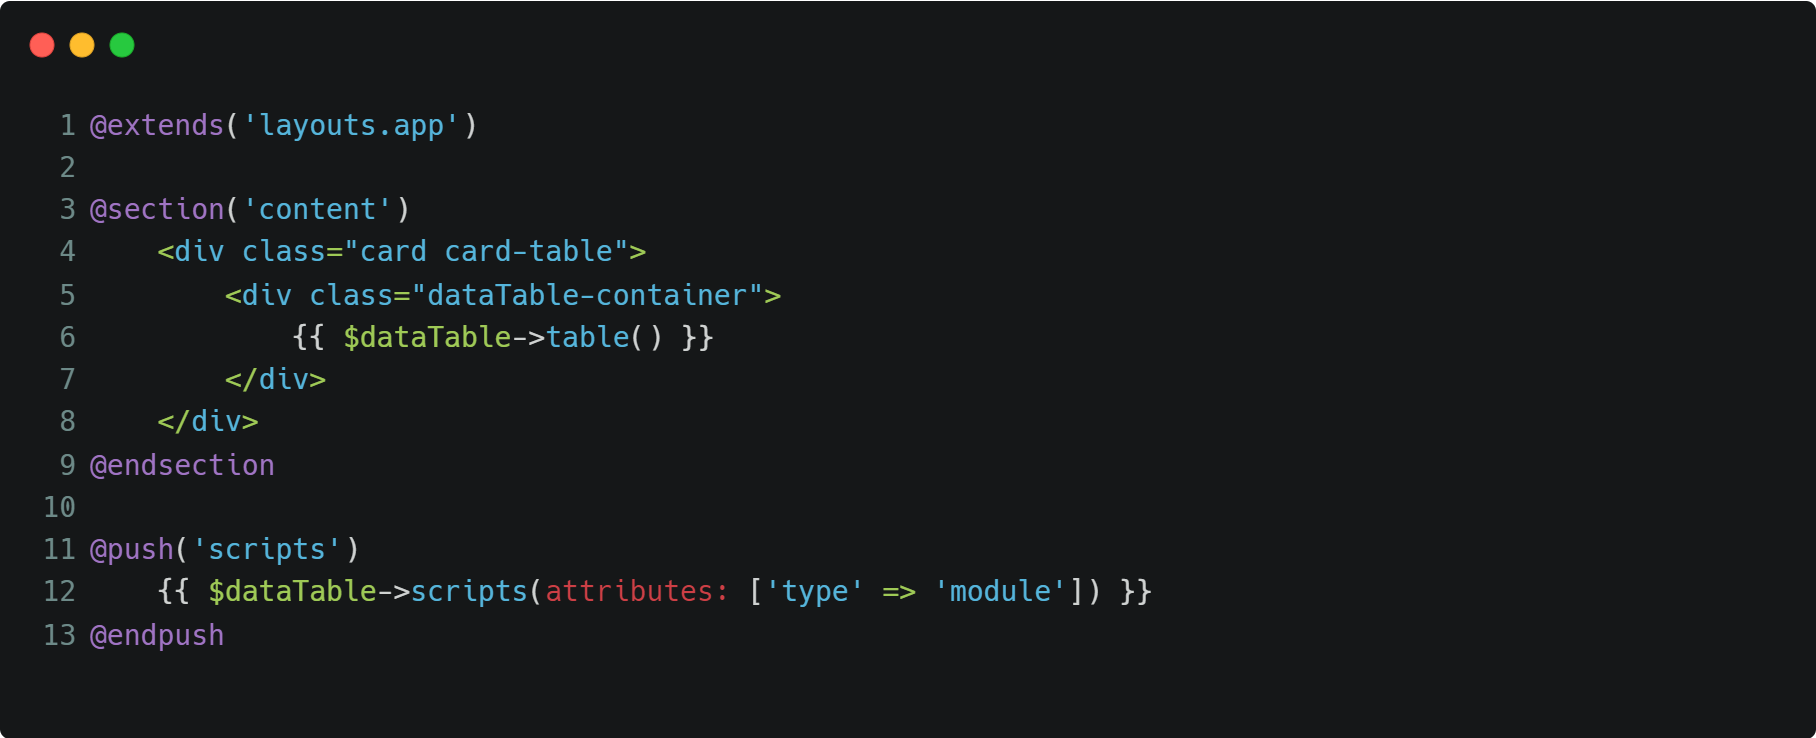 1 @extends('layouts.app')
2
3 @section('content')
4     <div class="card card-table">
5         <div class="dataTable-container">
6             {{ $dataTable->table() }}
7         </div>
8     </div>
9 @endsection
10
11 @push('scripts')
12     {{ $dataTable->scripts(attributes: ['type' => 'module']) }}
13 @endpush